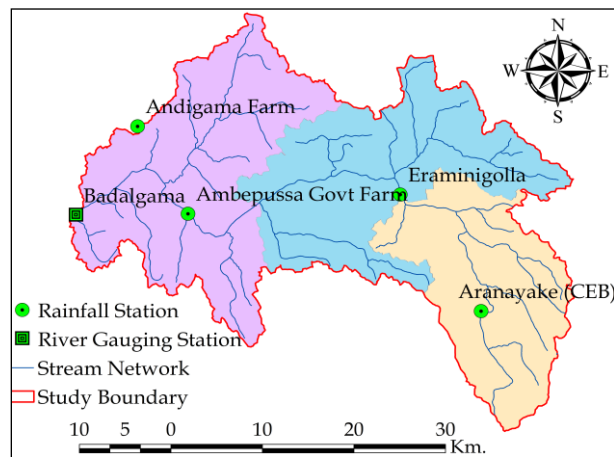 N
W E
S
Andigama Farm
Eraminigolla
Badalgama Ambepussa Govt Farm
Aranayake (CEB)
Rainfall Station
River Gauging Station
Stream Network
Study Boundary
10 5 0 10 20 30
Km.